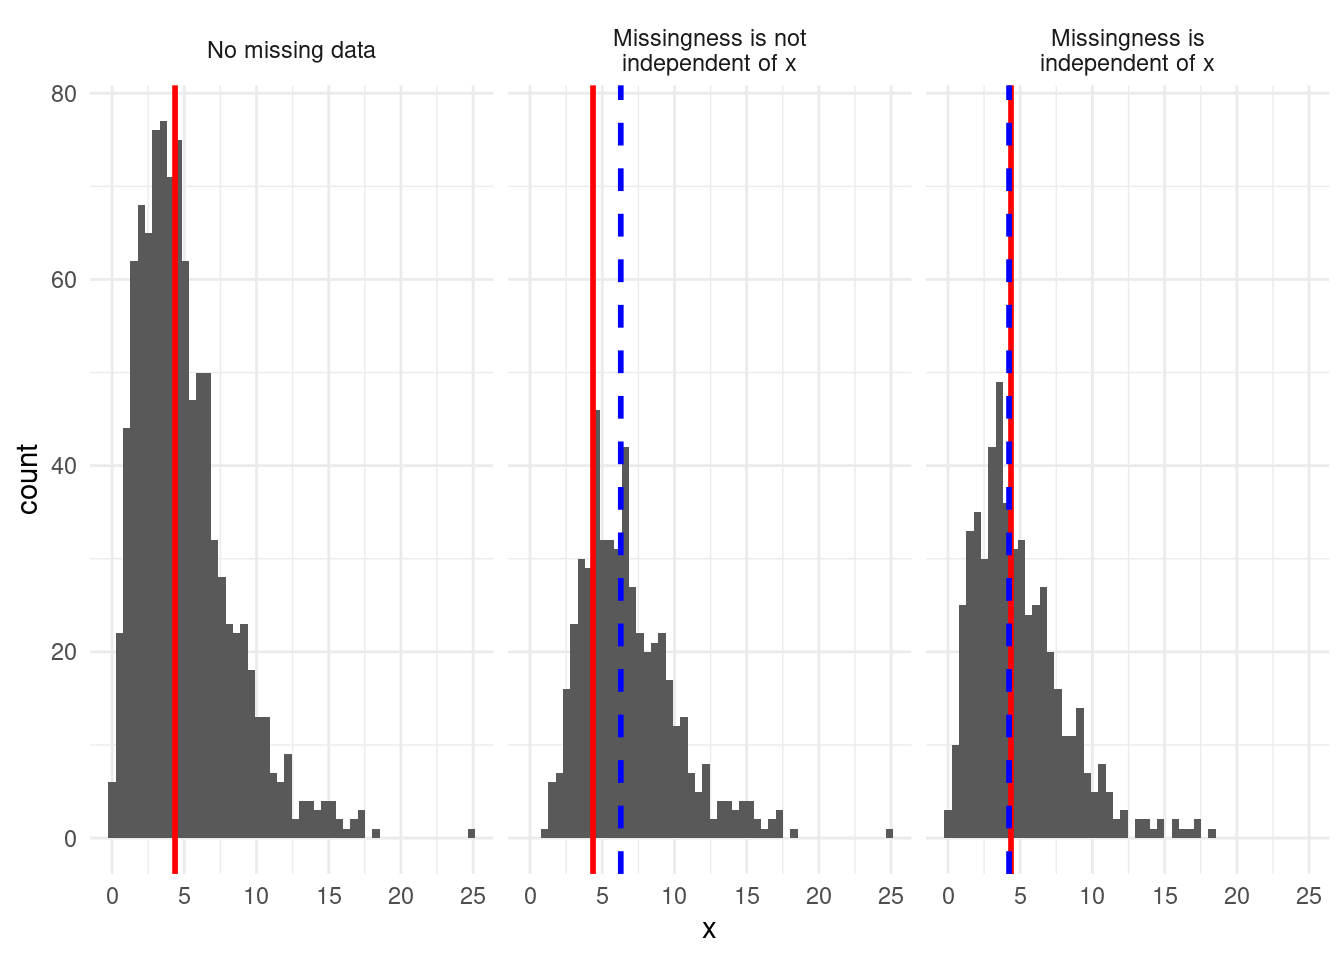 No missing data
Missingness is not
independent of x
Missingness is
independent of x
80
60
40
20
0
count
0 5 10 15 20 25
0 5 10 15 20 25
0 5 10 15 20 25
x